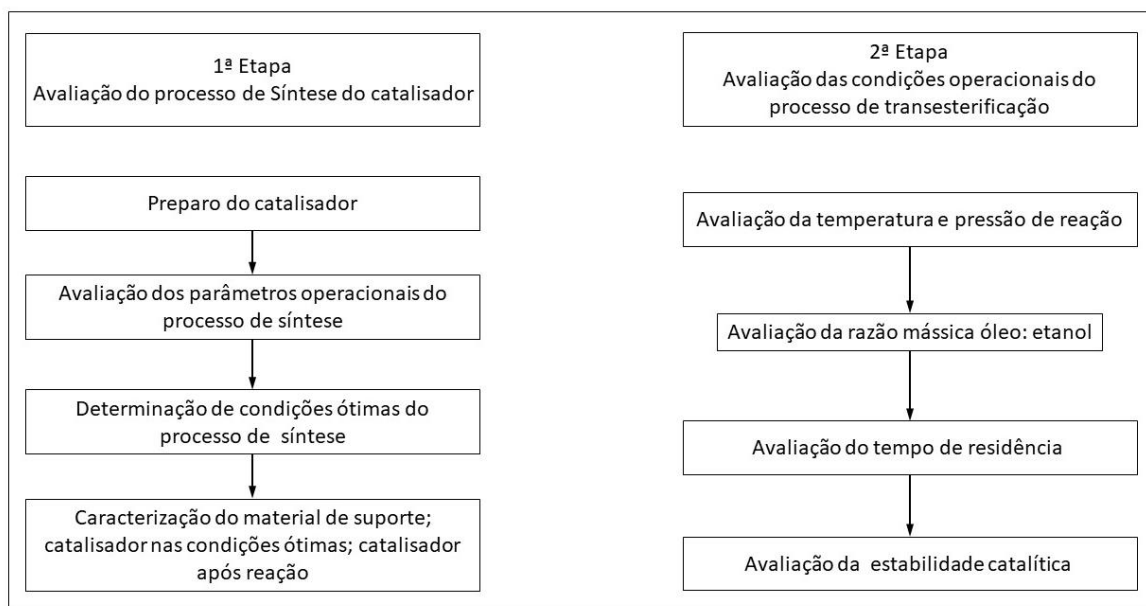 1ª Etapa
Avaliação do processo de Síntese do catalisador
Preparo do catalisador
Avaliação dos parâmetros operacionais do
processo de síntese
Determinação de condições ótimas do
processo de síntese
Caracterização do material de suporte;
catalisador nas condições ótimas; catalisador
após reação
2ª Etapa
Avaliação das condições operacionais do
processo de transesterificação
Avaliação da temperatura e pressão de reação
Avaliação da razão mássica óleo: etanol
Avaliação do tempo de residência
Avaliação da estabilidade catalítica